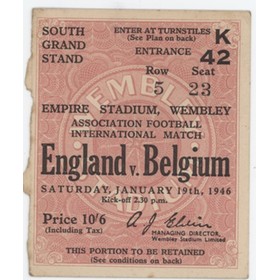 SOUTH GRAND STAND
ENTER AT TURNSTILES
(See Plan on back)
K
ENTRANCE
42
Row Seat
5 23
EMPIRE STADIUM, WEMBLEY
ASSOCIATION FOOTBALL
INTERNATIONAL MATCH
England v. Belgium
SATURDAY, JANUARY 19th, 1946
Kick-off 2.30 p.m.
Price 10'6
(Including Tax)
A. J. Elvin
MANAGING DIRECTOR,
Wembley Stadium Limited
THIS PORTION TO BE RETAINED
(See conditions on back)